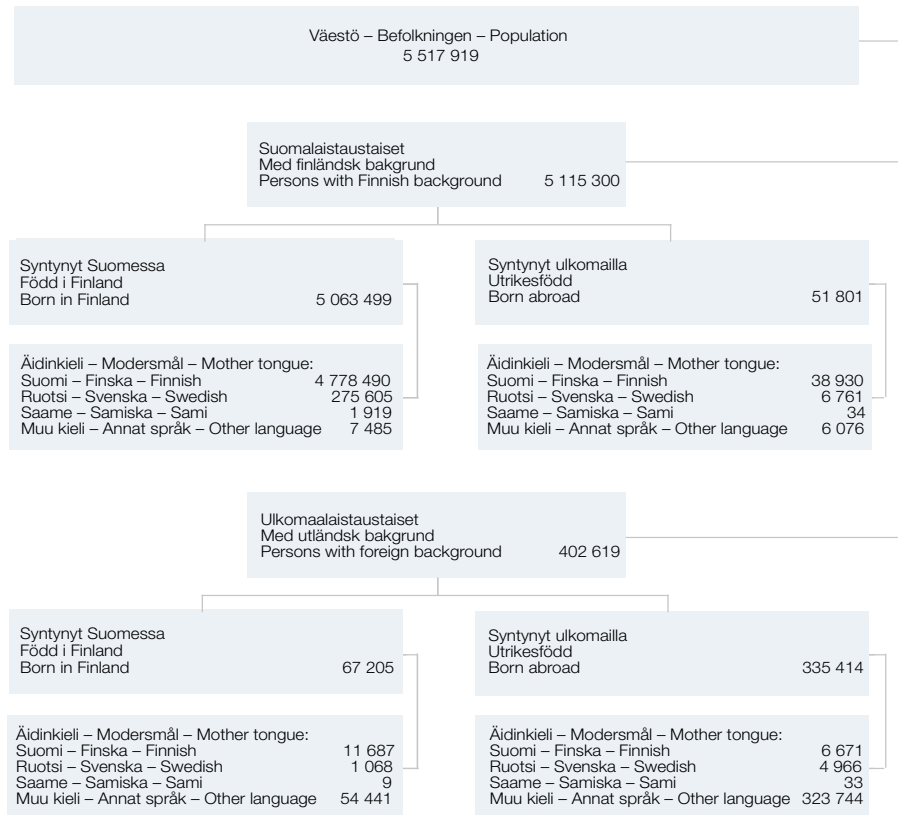 Väestö – Befolkningen – Population
5 517 919
Suomalaistaustaiset
Med finländsk bakgrund
Persons with Finnish background 5 115 300
Syntynyt Suomessa
Född i Finland
Born in Finland 5 063 499
Äidinkieli – Modersmål – Mother tongue:
Suomi – Finska – Finnish 4 778 490
Ruotsi – Svenska – Swedish 275 605
Saame – Samiska – Sami 1 919
Muu kieli – Annat språk – Other language 7 485
Syntynyt ulkomailla
Utrikesfödd
Born abroad 51 801
Äidinkieli – Modersmål – Mother tongue:
Suomi – Finska – Finnish 38 930
Ruotsi – Svenska – Swedish 6 761
Saame – Samiska – Sami 34
Muu kieli – Annat språk – Other language 6 076
Ulkomaalaistaustaiset
Med utländsk bakgrund
Persons with foreign background 402 619
Syntynyt Suomessa
Född i Finland
Born in Finland 67 205
Äidinkieli – Modersmål – Mother tongue:
Suomi – Finska – Finnish 11 687
Ruotsi – Svenska – Swedish 1 068
Saame – Samiska – Sami 9
Muu kieli – Annat språk – Other language 54 441
Syntynyt ulkomailla
Utrikesfödd
Born abroad 335 414
Äidinkieli – Modersmål – Mother tongue:
Suomi – Finska – Finnish 6 671
Ruotsi – Svenska – Swedish 4 966
Saame – Samiska – Sami 33
Muu kieli – Annat språk – Other language 323 744